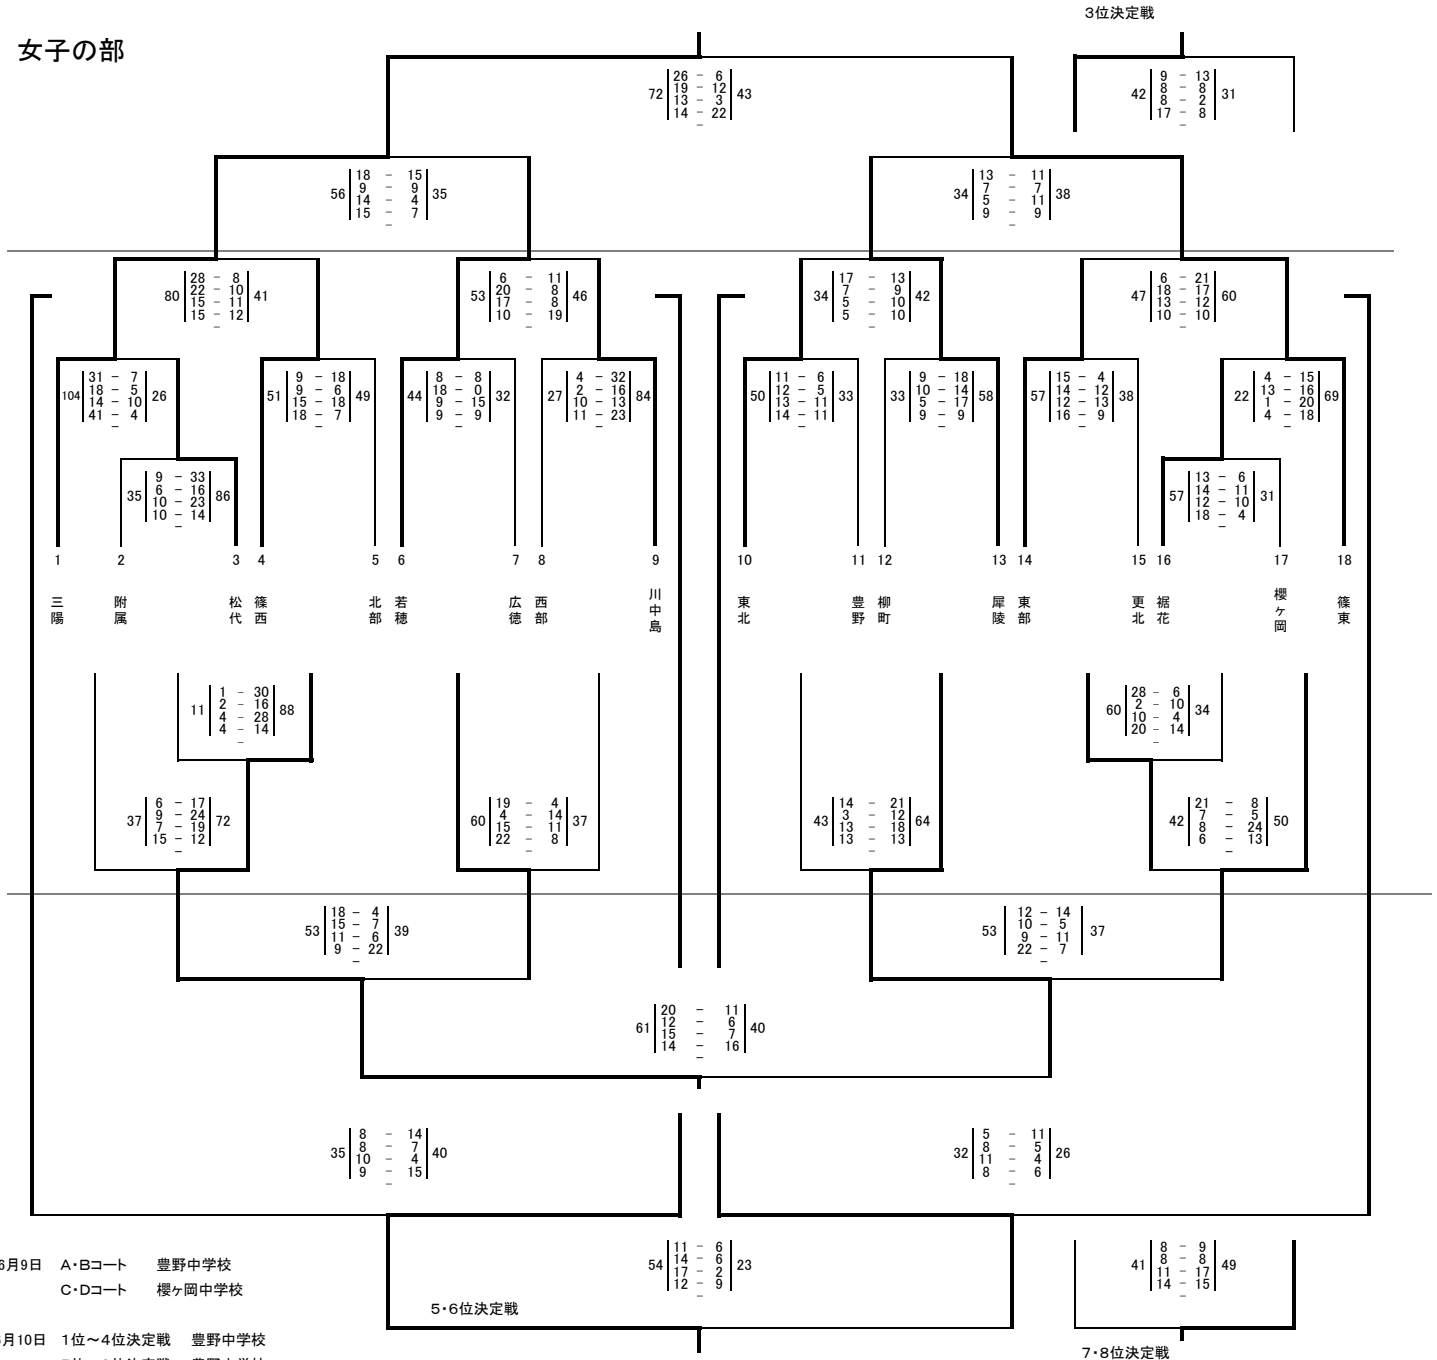 3位決定戦
女子の部
72 26 - 6 43
19 - 12
13 - 3
14 - 22
-
42 9 - 13 31
8 - 8
8 - 2
17 - 8
-
56 18 - 15 35
9 - 9
14 - 4
15 - 7
-
34 13 - 11 38
7 - 7
5 - 11
9 - 9
-
80 28 - 8 41
22 - 10
15 - 11
15 - 12
-
53 6 - 11 46
20 - 8
17 - 8
10 - 19
-
34 17 - 13 42
7 - 9
5 - 10
5 - 10
-
47 6 - 21 60
18 - 17
13 - 12
10 - 10
-
104 31 - 7 26
18 - 5
14 - 10
41 - 4
-
51 9 - 18 49
9 - 6
15 - 18
18 - 7
-
44 8 - 8 32
18 - 0
9 - 15
9 - 9
-
27 4 - 32 84
2 - 16
10 - 13
11 - 23
-
50 11 - 6 33
12 - 5
13 - 11
14 - 11
-
33 9 - 18 58
10 - 14
5 - 17
9 - 9
-
57 15 - 4 38
14 - 12
12 - 13
16 - 9
-
22 4 - 15 69
13 - 16
1 - 20
4 - 18
-
35 9 - 33 86
6 - 16
10 - 23
10 - 14
-
57 13 - 6 31
14 - 11
12 - 10
18 - 4
-
1 2 3 4 5 6 7 8 9 10 11 12 13 14 15 16 17 18
三陽
附属
松代
篠西
北部
若穂
広徳
西部
川中島
東北
豊野
柳町
犀陵
東部
更北
裾花
櫻ヶ岡
篠東
11 1 - 30 88
2 - 16
4 - 28
4 - 14
-
60 28 - 6 34
2 - 10
10 - 4
20 - 14
-
37 6 - 17 72
9 - 24
7 - 19
15 - 12
-
60 19 - 4 37
4 - 14
15 - 11
22 - 8
-
43 14 - 21 64
3 - 12
13 - 18
13 - 13
-
42 21 - 8 50
7 - 5
8 - 24
6 - 13
-
53 18 - 4 39
15 - 7
11 - 6
9 - 22
-
53 12 - 14 37
10 - 5
9 - 11
22 - 7
-
61 20 - 11 40
12 - 6
15 - 7
14 - 16
-
35 8 - 14 40
8 - 7
10 - 4
9 - 15
-
32 5 - 11 26
8 - 5
11 - 4
8 - 6
-
54 11 - 6 23
14 - 6
17 - 2
12 - 9
-
41 8 - 9 49
8 - 8
11 - 17
14 - 15
-
6月9日 A・Bコート 豊野中学校
C・Dコート 櫻ヶ岡中学校
5・6位決定戦
月10日 1位～4位決定戦 豊野中学校
7・8位決定戦